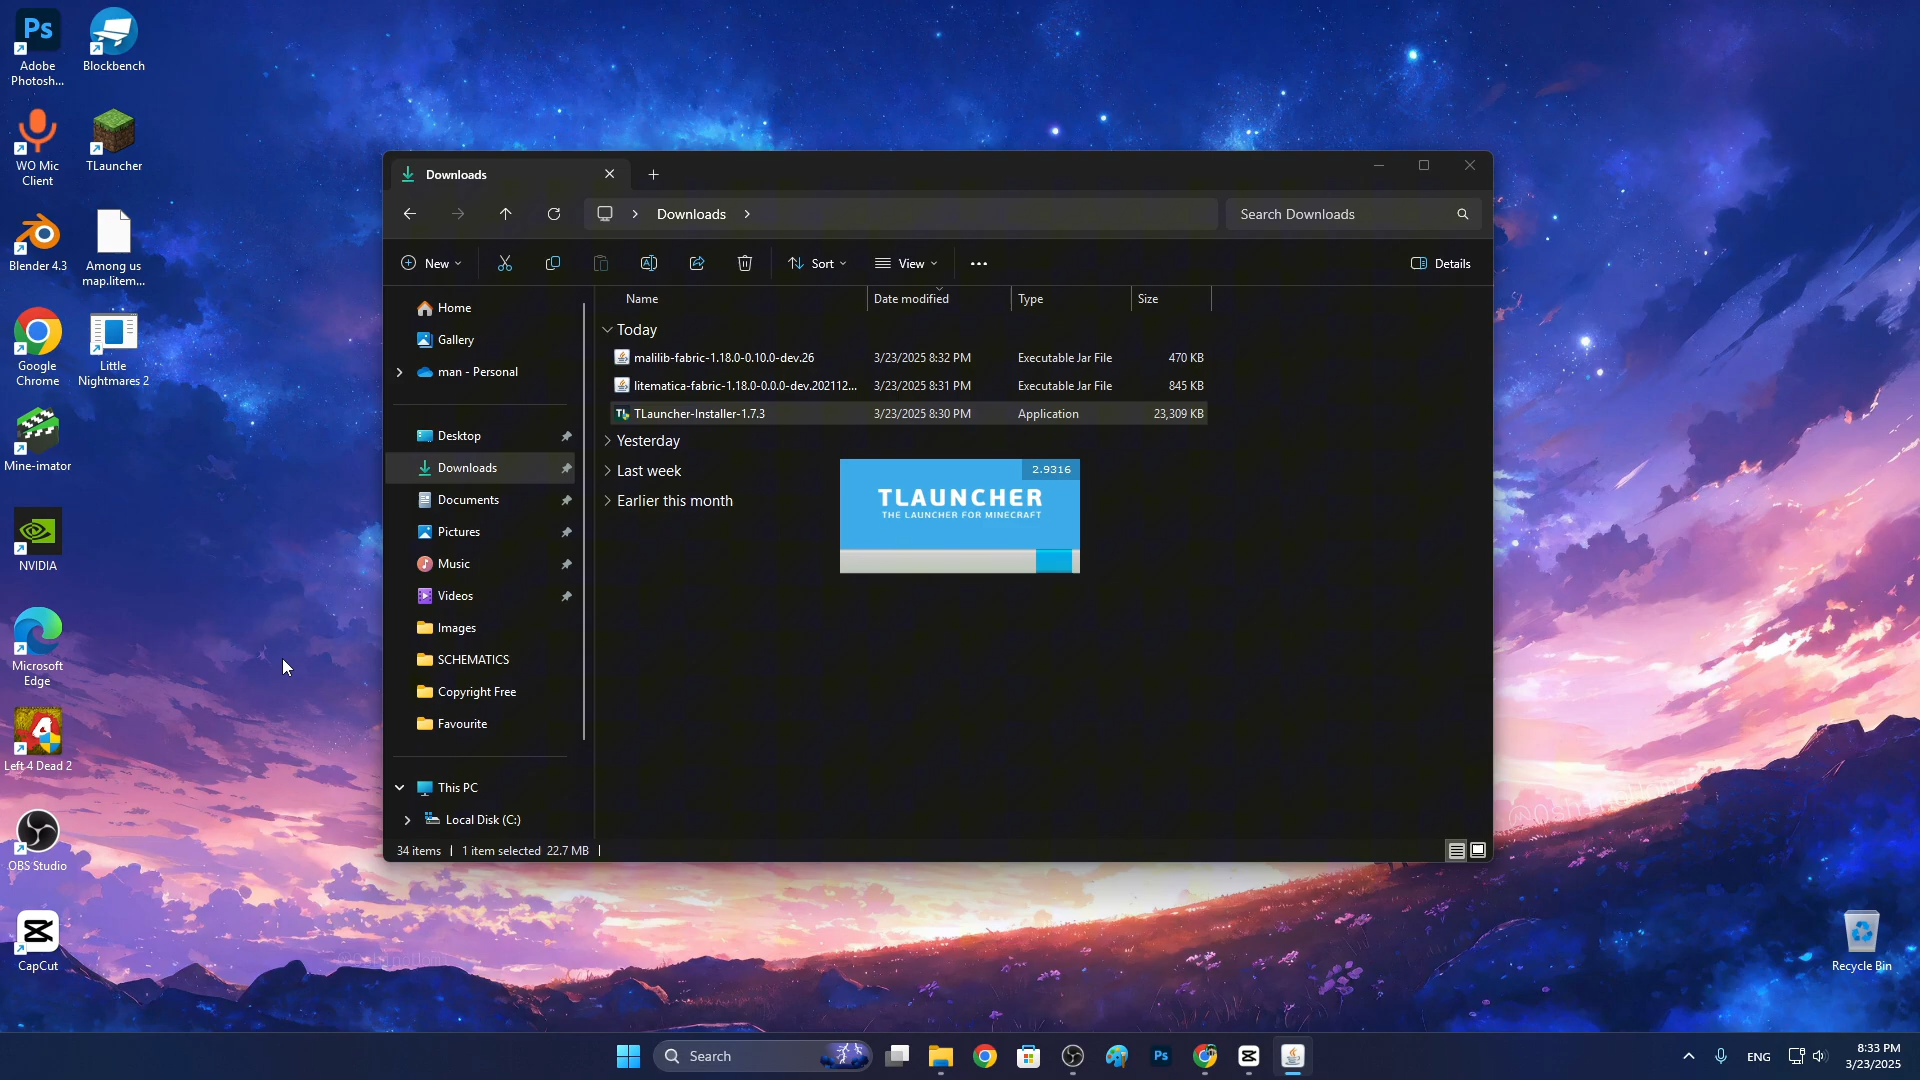 Adobe
Photosh...
Blockbench
WO Mic
Client
TLauncher
Blender 4.3
Among us
map.litem...
Google
Chrome
Little
Nightmares 2
Mine-imator
NVIDIA
Microsoft
Edge
Left 4 Dead 2
OBS Studio
CapCut
Recycle Bin
Downloads
Downloads
Search Downloads
New
Sort
View
Details
Home
Gallery
man - Personal
Desktop
Downloads
Documents
Pictures
Music
Videos
Images
SCHEMATICS
Copyright Free
Favourite
This PC
Local Disk (C:)
Name Date modified Type Size
Today
malilib-fabric-1.18.0-0.10.0-dev.26 3/23/2025 8:32 PM Executable Jar File 470 KB
litematica-fabric-1.18.0-0.0.0-dev.202112... 3/23/2025 8:31 PM Executable Jar File 845 KB
TLauncher-Installer-1.7.3 3/23/2025 8:30 PM Application 23,309 KB
Yesterday
Last week
Earlier this month
2.9316
TLAUNCHER
THE LAUNCHER FOR MINECRAFT
34 items 1 item selected 22.7 MB
Search
ENG
8:33 PM
3/23/2025